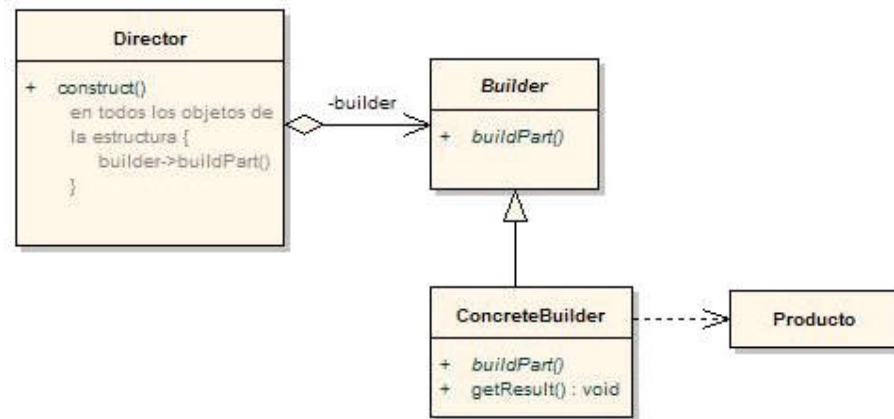 Director
+ construct()
en todos los objetos de
la estructura {
builder->buildPart()
}
-builder
Builder
+ buildPart()
ConcreteBuilder
+ buildPart()
+ getResult() : void
Producto